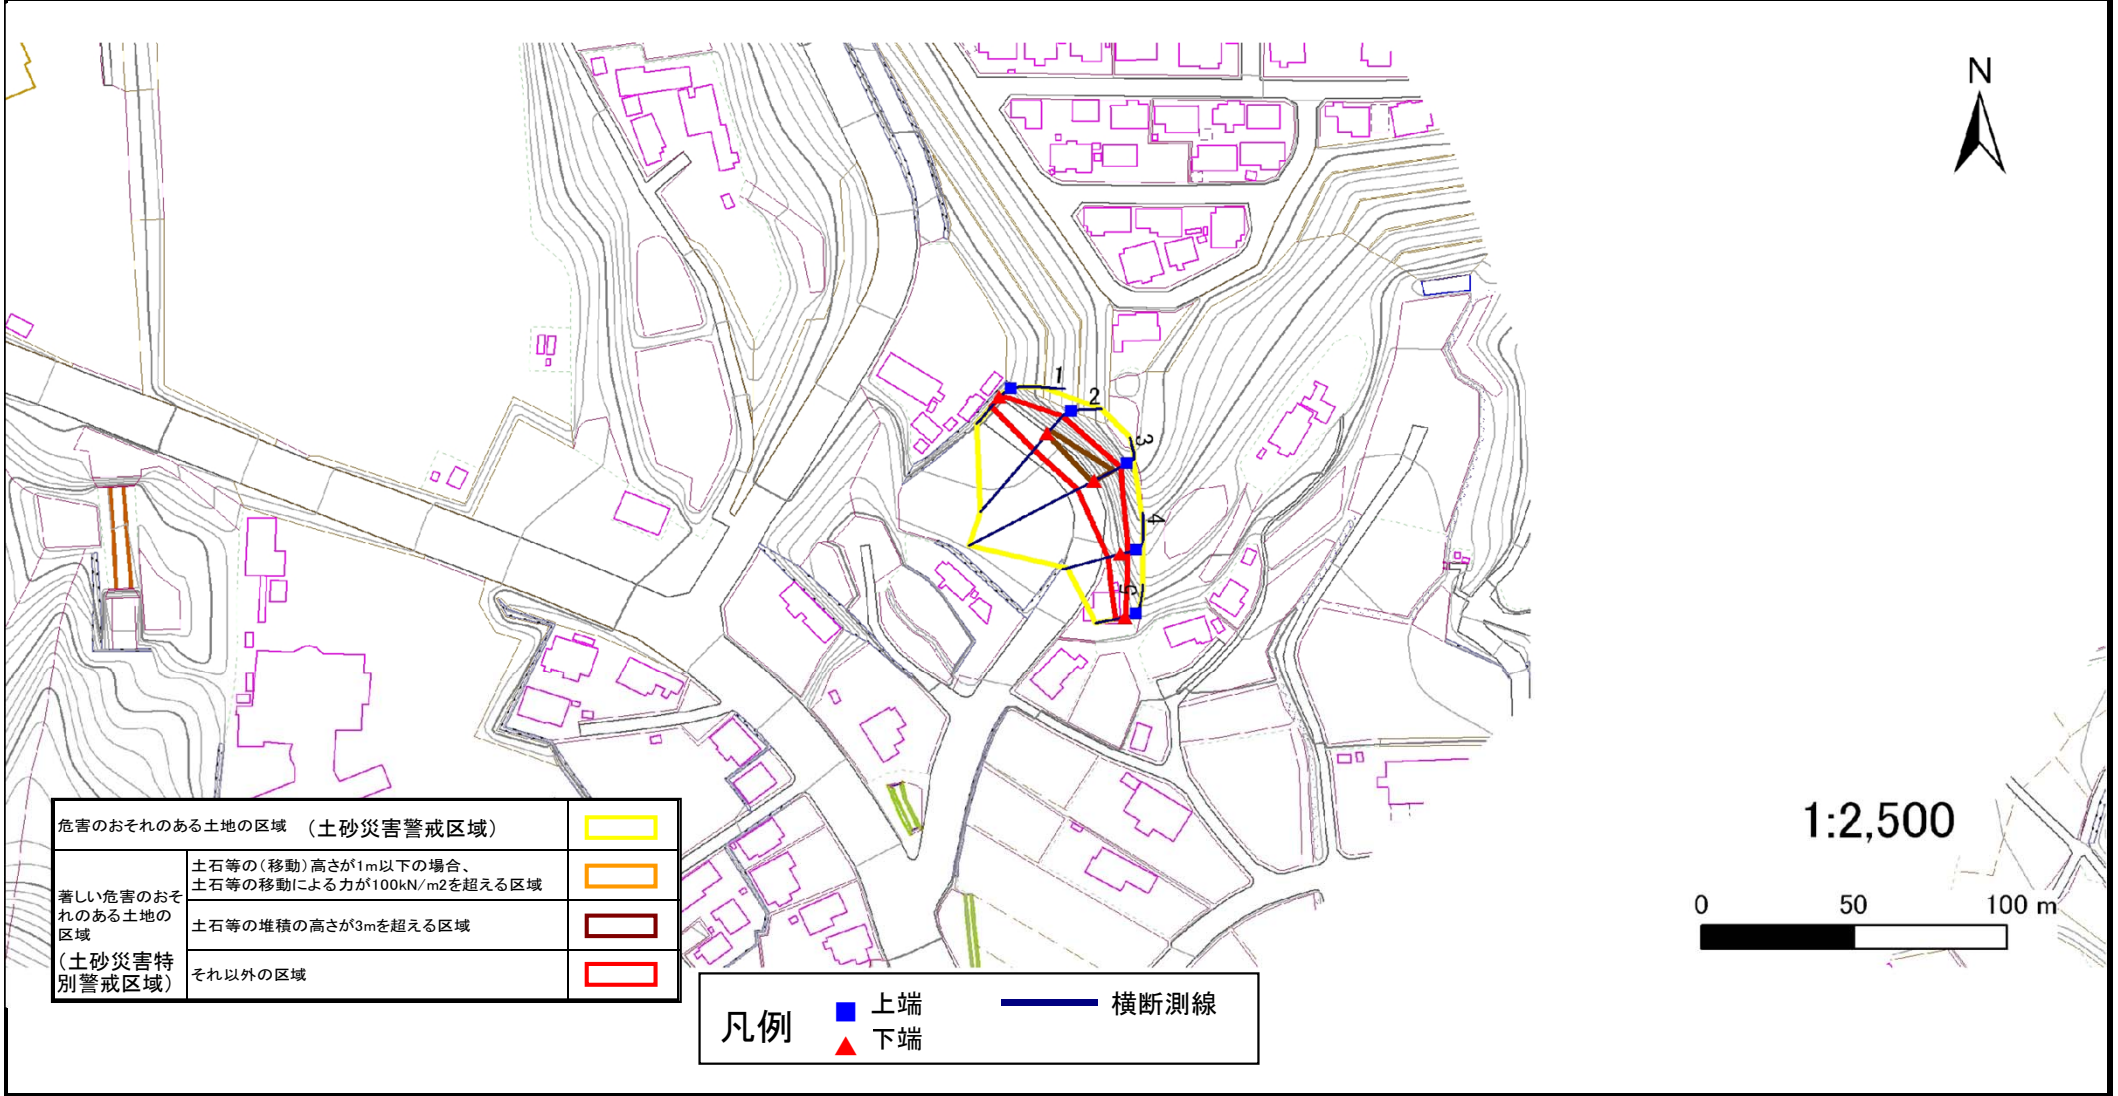 N
1
2
3
4
5
1:2,500
0 50 100 m
危害のおそれのある土地の区域 （土砂災害警戒区域）
著しい危害のおそ
れのある土地の
区域
（土砂災害特
別警戒区域）
土石等の（移動）高さが1m以下の場合、
土石等の移動による力が100kN/m2を超える区域
土石等の堆積の高さが3mを超える区域
それ以外の区域
凡例
上端
下端
横断測線